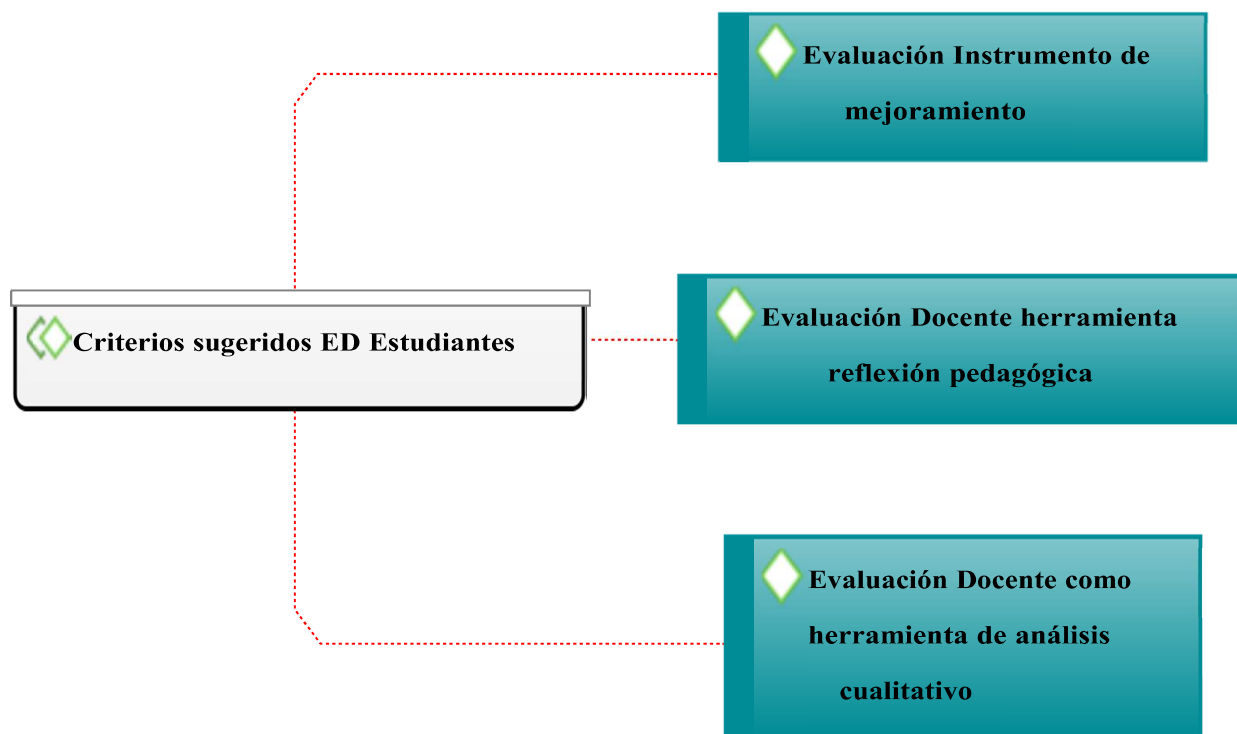 Evaluación Instrumento de
mejoramiento
Criterios sugeridos ED Estudiantes
Evaluación Docente herramienta
reflexión pedagógica
Evaluación Docente como
herramienta de análisis
cualitativo